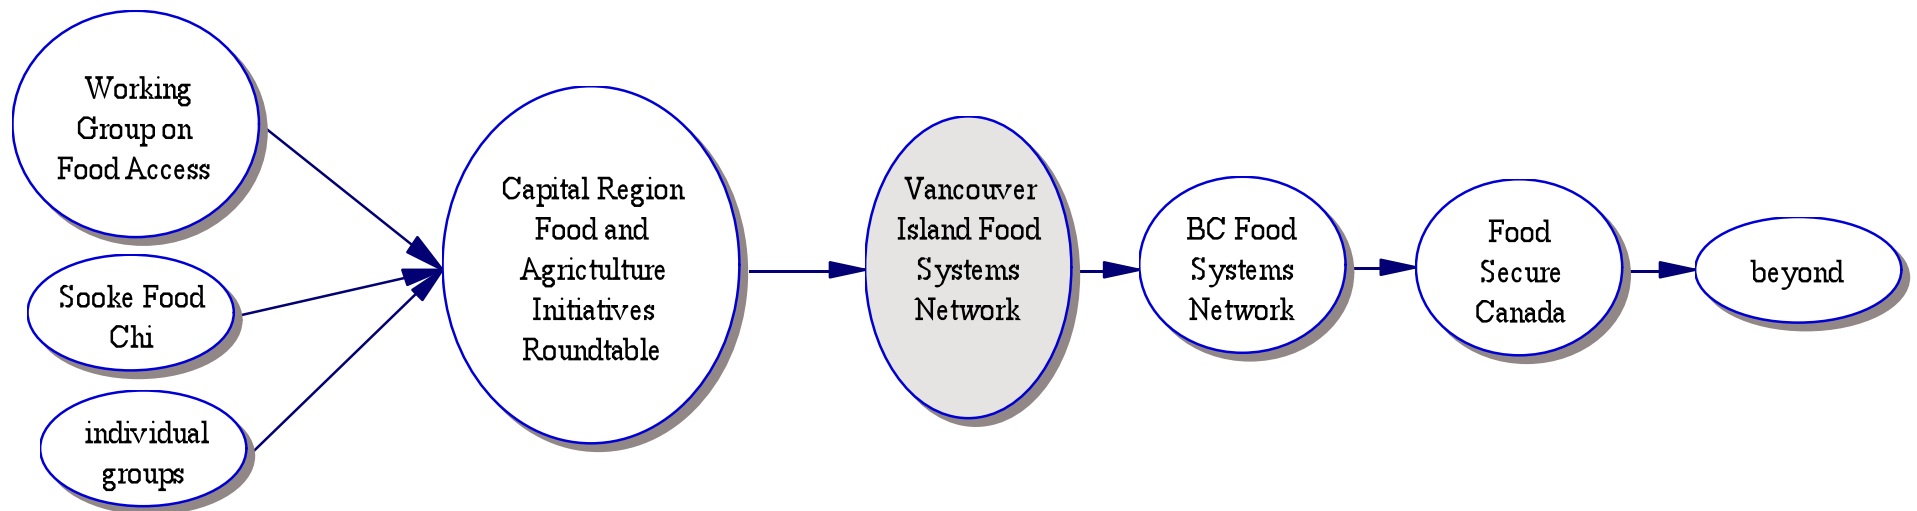 Working
Group on
Food Access
Sooke Food
Chi
individual
groups
Capital Region
Food and
Agrictulture
Initiatives
Roundtable
Vancouver
Island Food
Systems
Network
BC Food
Systems
Network
Food
Secure
Canada
beyond